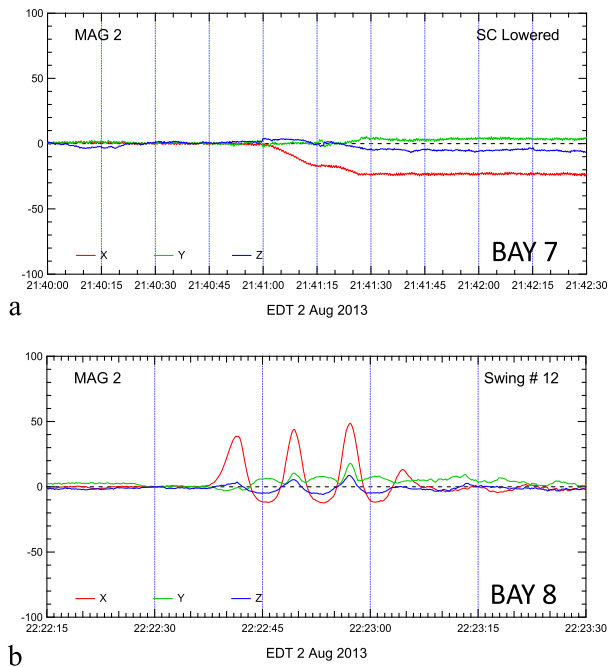 100
MAG 2
SC Lowered
50
0
-50
X
Y
Z
BAY 7
-100
21:40:00 21:40:15 21:40:30 21:40:45 21:41:00 21:41:15 21:41:30 21:41:45 21:42:00 21:42:15 21:42:30
a
EDT 2 Aug 2013
100
MAG 2
Swing # 12
50
0
-50
X
Y
Z
BAY 8
-100
22:22:15 22:22:30 22:22:45 22:23:00 22:23:15 22:23:30
b
EDT 2 Aug 2013